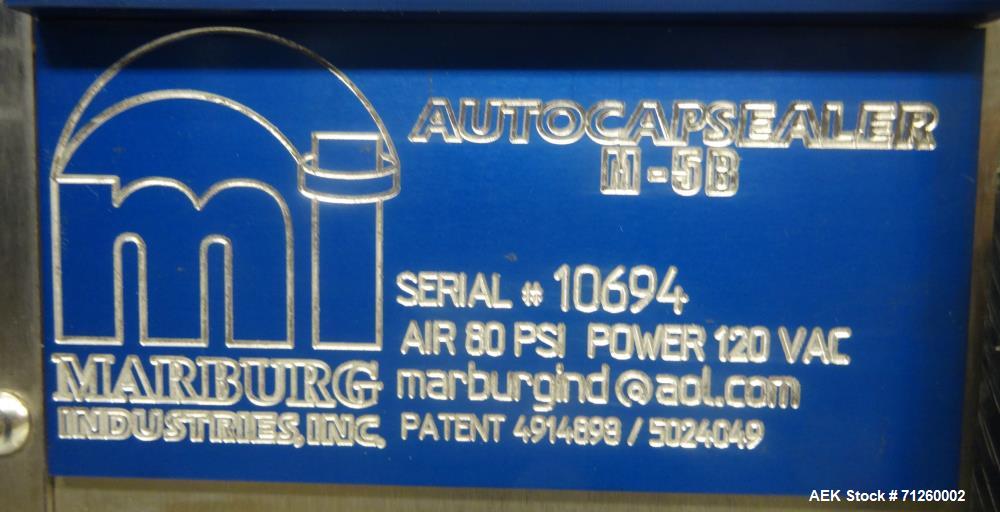 AUTOCAPSEALER
M-5B
mi
SERIAL # 10694
AIR 80 PSI POWER 120 VAC
MARBURG
INDUSTRIES, INC.
marburgind@aol.com
PATENT 4914893 / 5024049
AEK Stock # 71260002